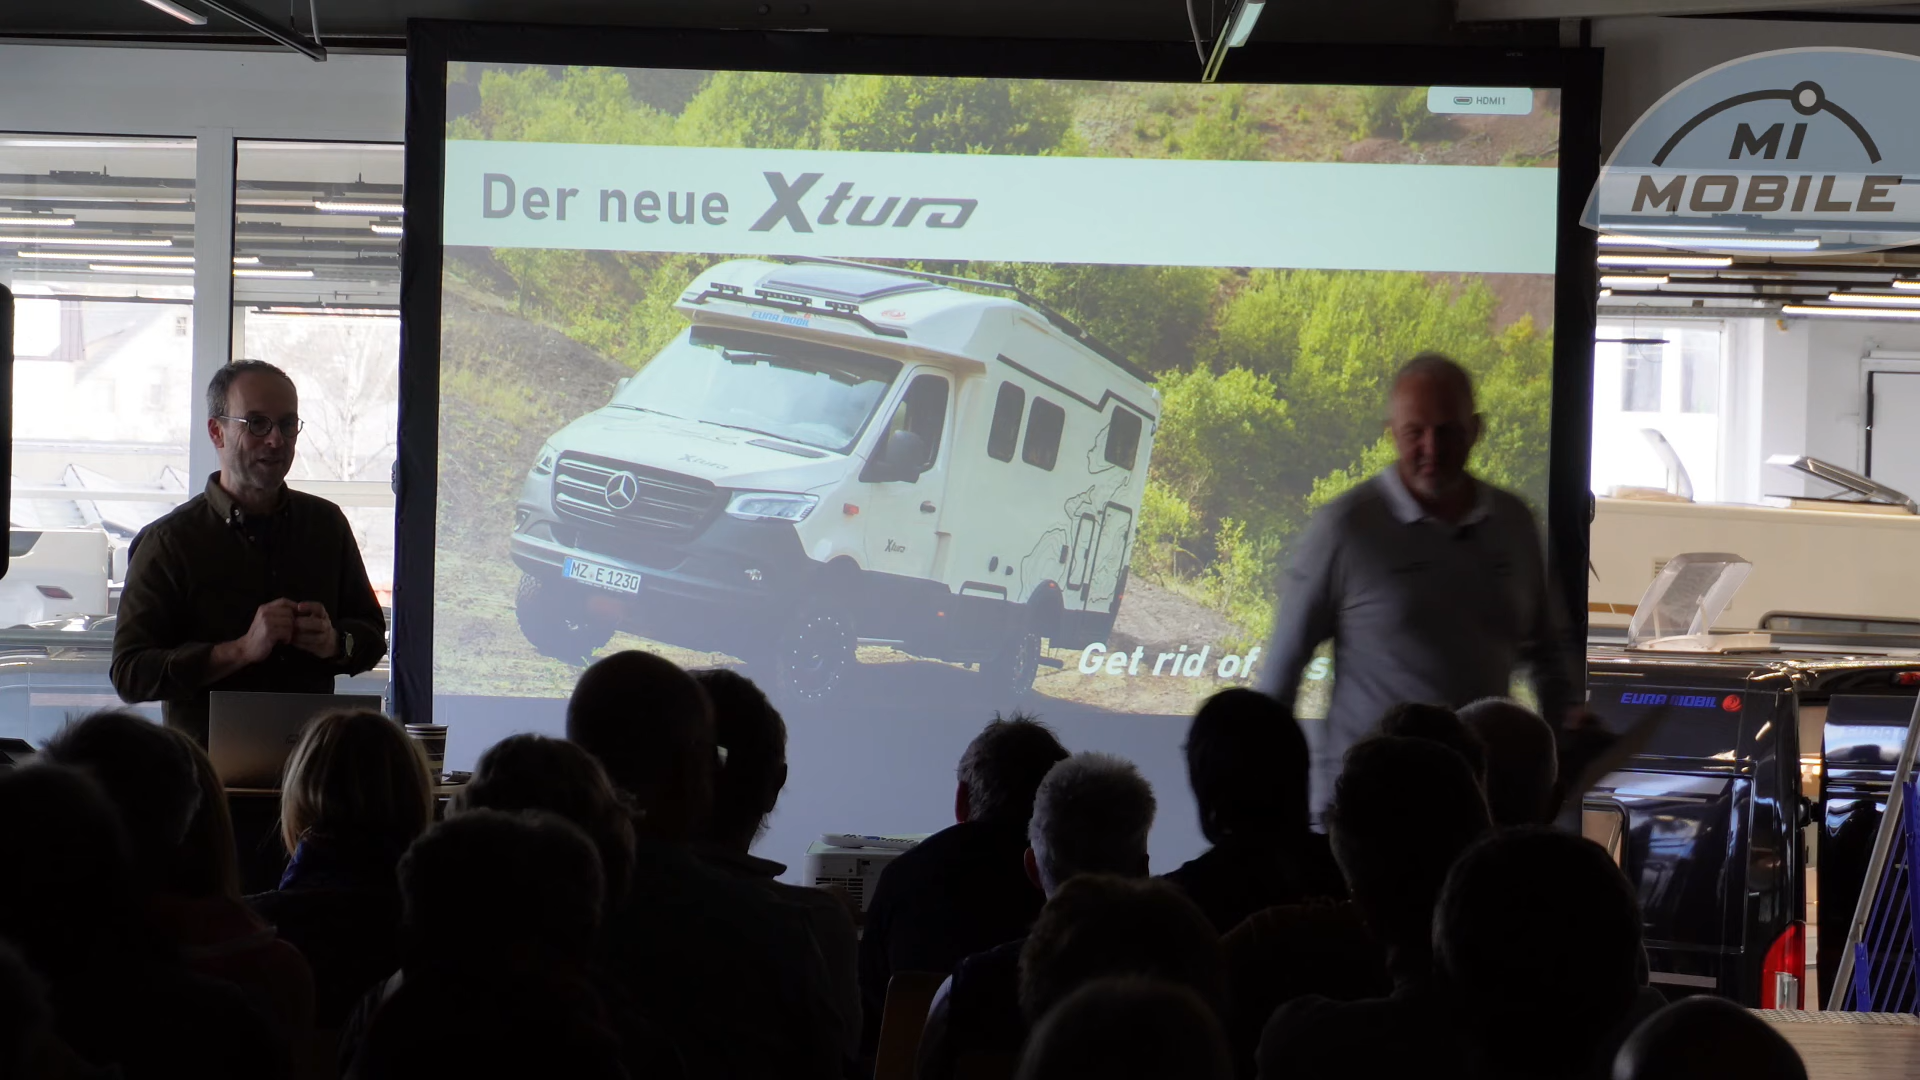 HDMI1
MI
MOBILE
Der neue Xtura
EURA MOBIL
Xtura
Xtura
MZ E 1230
Get rid of
EURA MOBIL